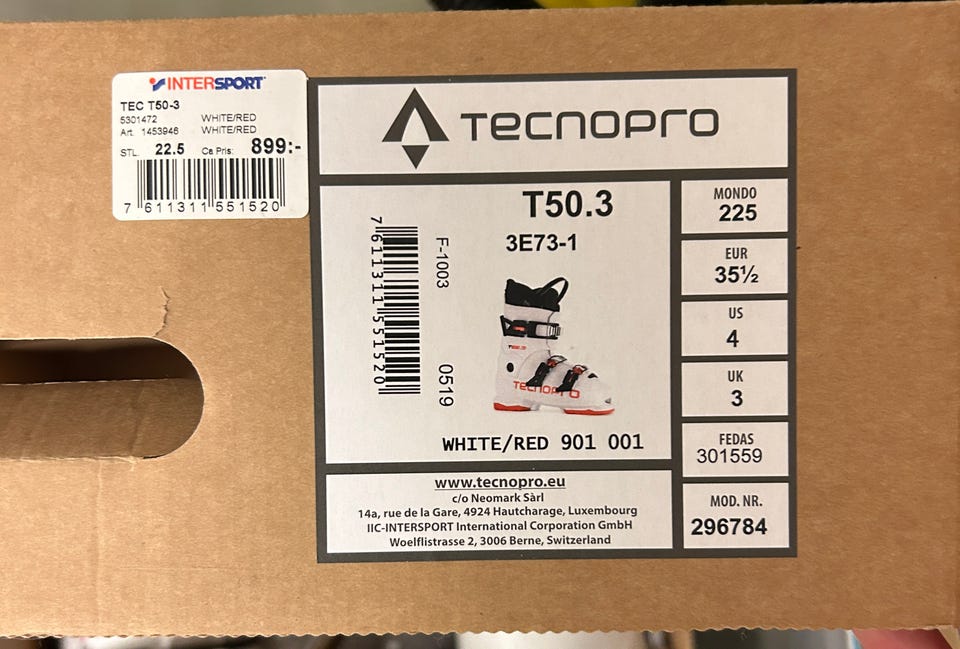 INTERSPORT
TEC T50-3
5301472 WHITE/RED
Art. 1453946 WHITE/RED
STL. 22.5 Ca Pris: 899:-
7 611311 551520
TECNOPRO
T50.3
3E73-1
7611311551520
F-1003 0519
TECNOPRO
WHITE/RED 901 001
www.tecnopro.eu
c/o Neomark Sàrl
14a, rue de la Gare, 4924 Hautcharage, Luxembourg
IIC-INTERSPORT International Corporation GmbH
Woelflistrasse 2, 3006 Berne, Switzerland
MONDO
225
EUR
35½
US
4
UK
3
FEDAS
301559
MOD. NR.
296784